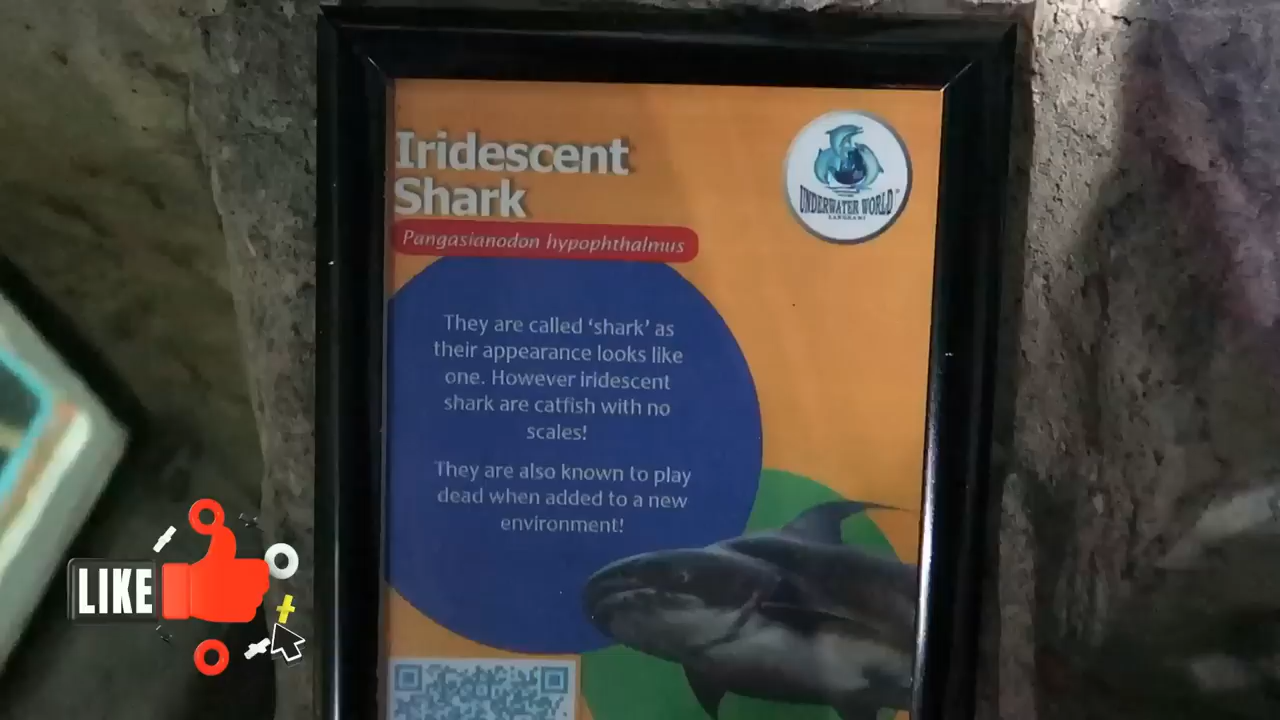 Iridescent
Shark
Pangasianodon hypophthalmus
UNDERWATER WORLD
LANGKAWI
They are called ‘shark’ as
their appearance looks like
one. However iridescent
shark are catfish with no
scales!
They are also known to play
dead when added to a new
environment!
LIKE